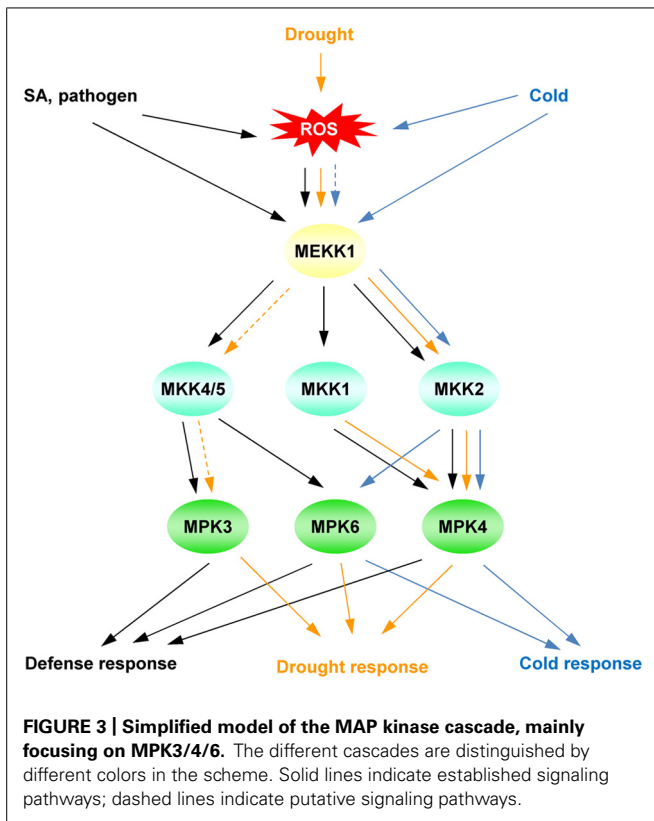 Drought
SA, pathogen
Cold
ROS
MEKK1
MKK4/5
MKK1
MKK2
MPK3
MPK6
MPK4
Defense response
Drought response
Cold response
FIGURE 3 | Simplified model of the MAP kinase cascade, mainly
focusing on MPK3/4/6. The different cascades are distinguished by
different colors in the scheme. Solid lines indicate established signaling
pathways; dashed lines indicate putative signaling pathways.